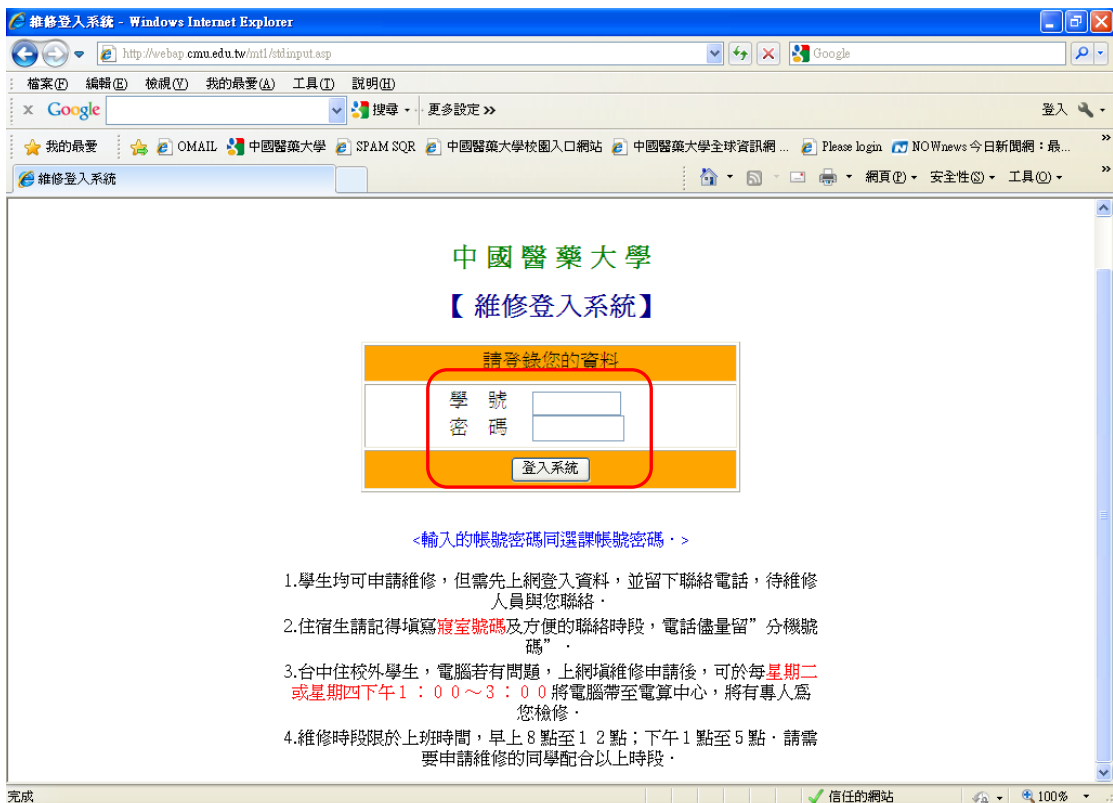 維修登入系統 - Windows Internet Explorer
http://webap.cmu.edu.tw/mt1/stdinput.asp
Google
檔案(F) 編輯(E) 檢視(V) 我的最愛(A) 工具(T) 說明(H)
x Google 搜尋 更多設定 >> 登入
我的最愛 OMAIL 中國醫藥大學 SPAM SQR 中國醫藥大學校園入口網站 中國醫藥大學全球資訊網 ... Please login NOWnews 今日新聞網：最... »
維修登入系統 網頁(P) 安全性(S) 工具(O) »
中國醫藥大學
【 維修登入系統】
請登錄您的資料
學 號
密 碼
登入系統
<輸入的帳號密碼同選課帳號密碼．>
1.學生均可申請維修，但需先上網登入資料，並留下聯絡電話，待維修
人員與您聯絡．
2.住宿生請記得填寫寢室號碼及方便的聯絡時段，電話儘量留”分機號
碼”．
3.台中住校外學生，電腦若有問題，上網填維修申請後，可於每星期二
或星期四下午１：００～３：００將電腦帶至電算中心，將有專人為
您檢修．
4.維修時段限於上班時間，早上８點至１２點；下午１點至５點．請需
要申請維修的同學配合以上時段．
完成 信任的網站 100%